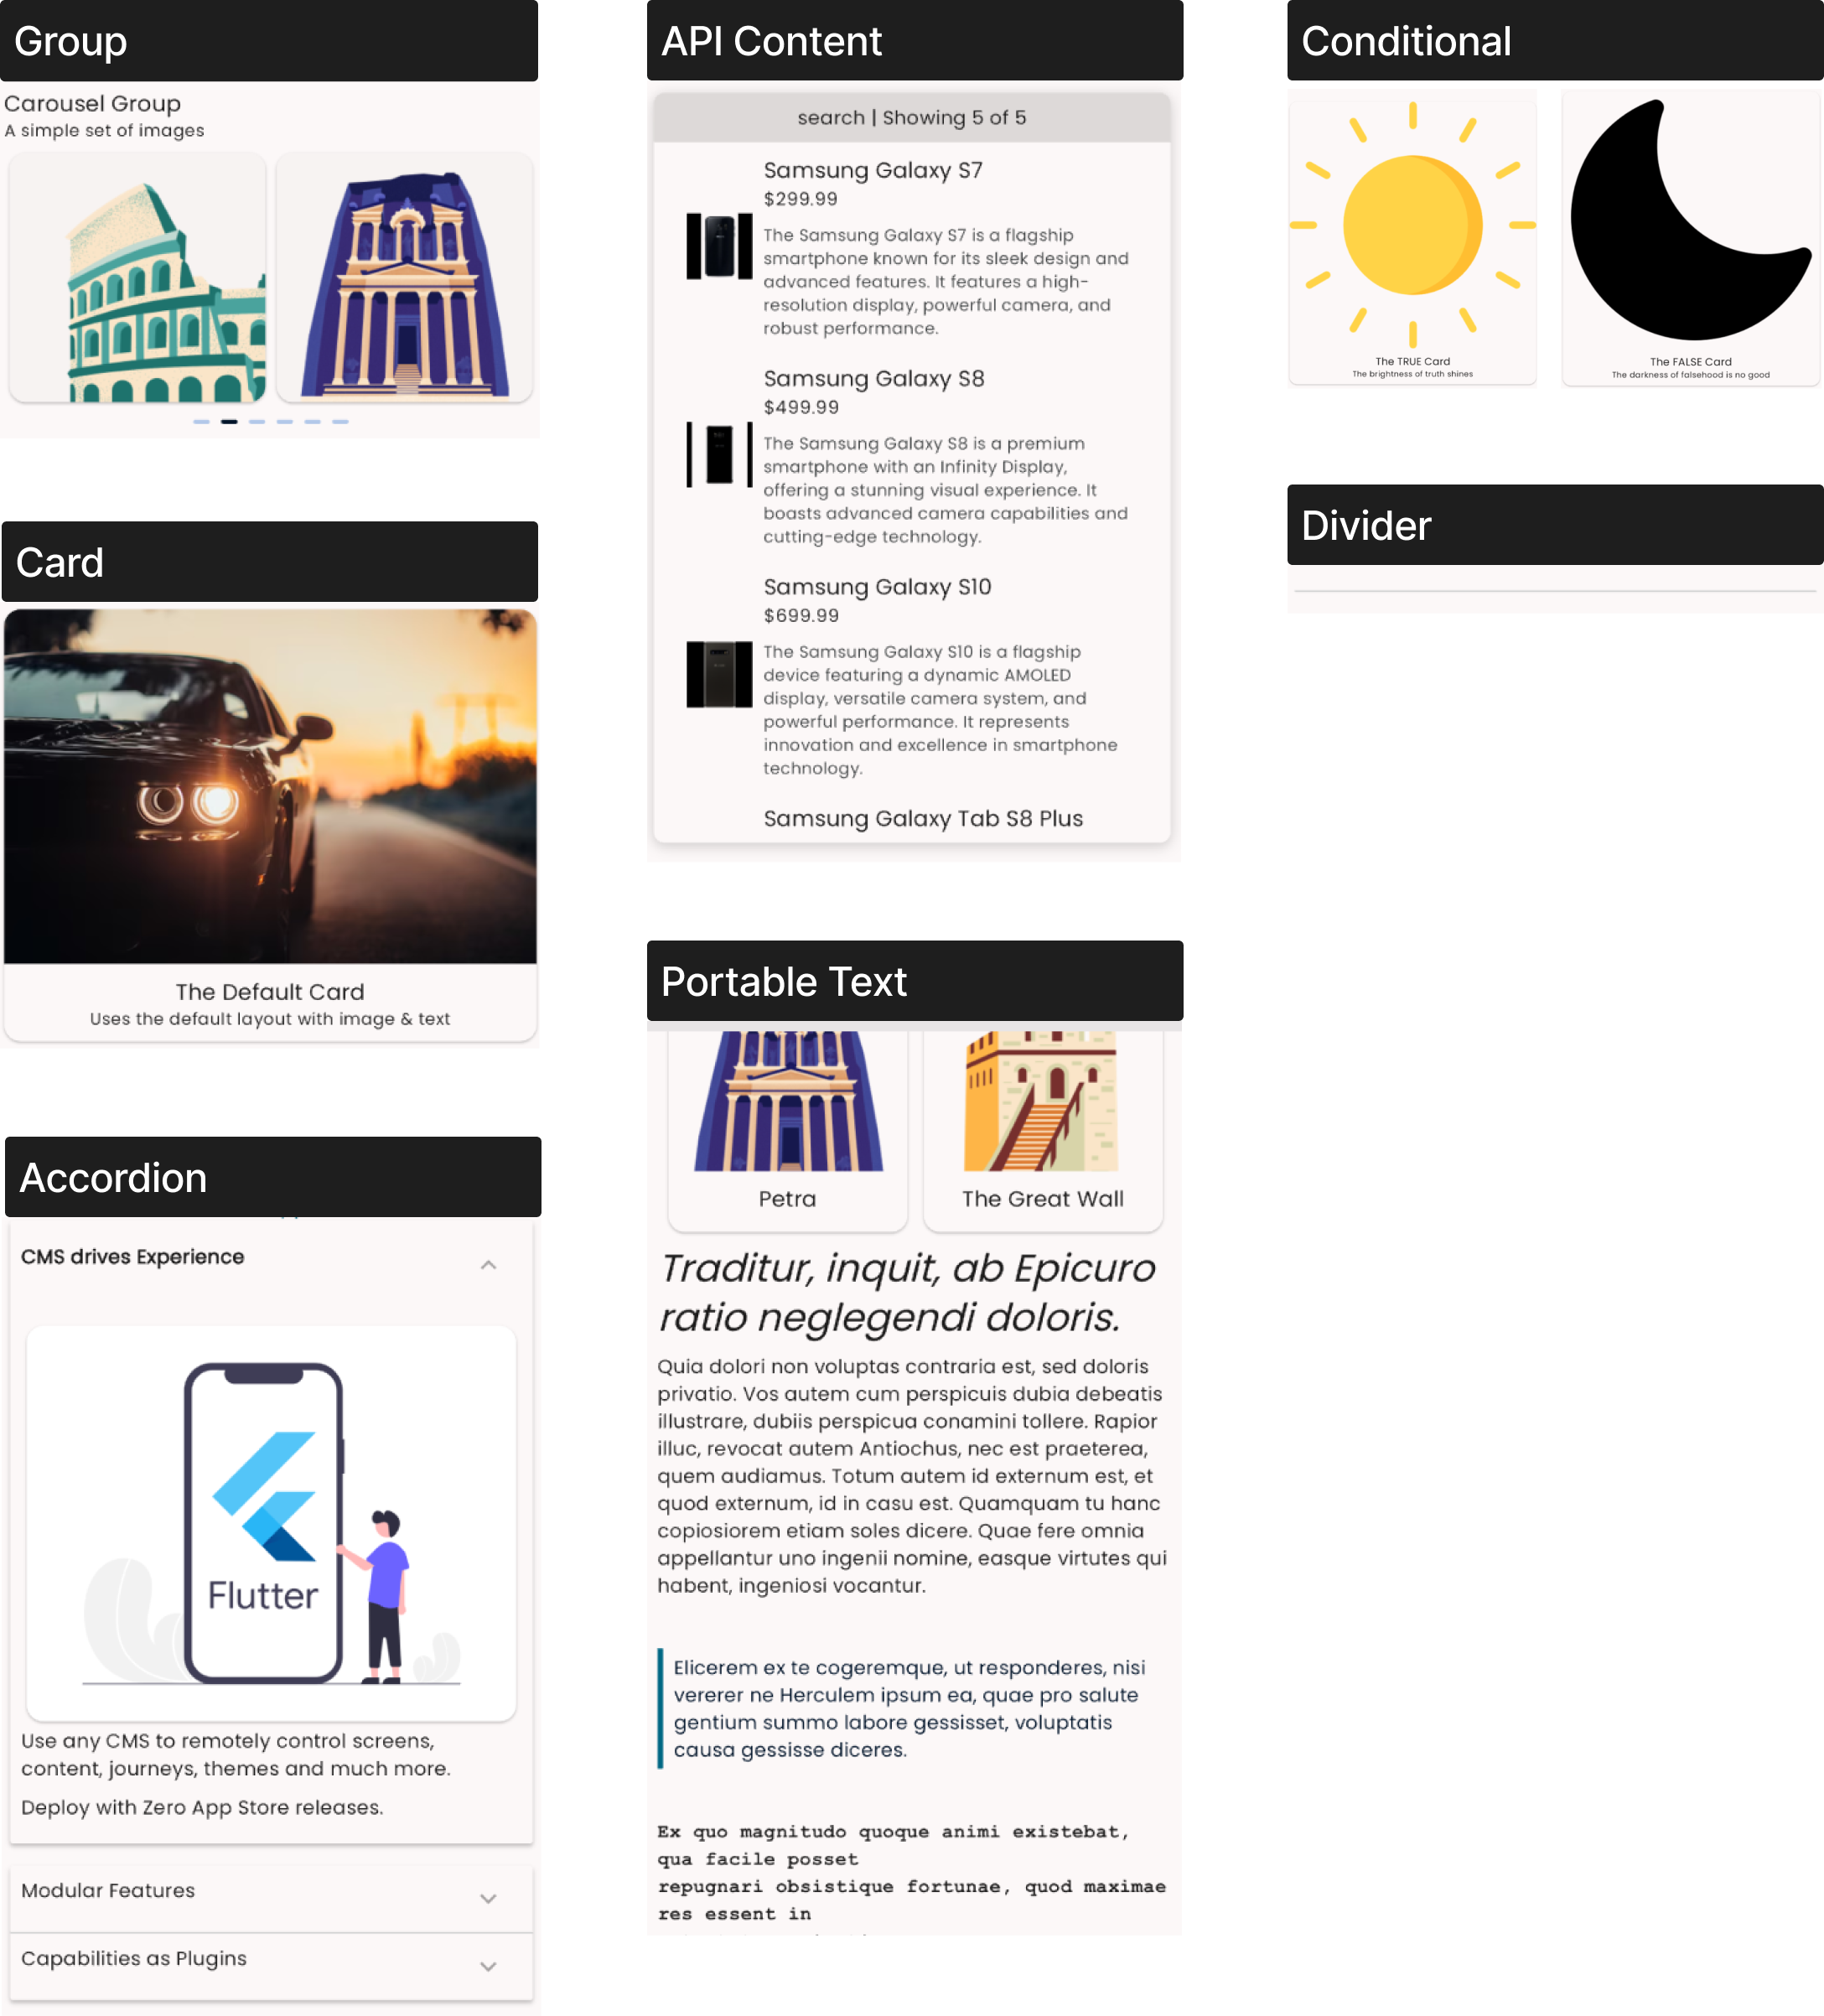 Group
Carousel Group
A simple set of images
Card
The Default Card
Uses the default layout with image & text
Accordion
CMS drives Experience
Flutter
Use any CMS to remotely control screens,
content, journeys, themes and much more.
Deploy with Zero App Store releases.
Modular Features
Capabilities as Plugins
API Content
search | Showing 5 of 5
Samsung Galaxy S7
$299.99
The Samsung Galaxy S7 is a flagship
smartphone known for its sleek design and
advanced features. It features a high-
resolution display, powerful camera, and
robust performance.
Samsung Galaxy S8
$499.99
The Samsung Galaxy S8 is a premium
smartphone with an Infinity Display,
offering a stunning visual experience. It
boasts advanced camera capabilities and
cutting-edge technology.
Samsung Galaxy S10
$699.99
The Samsung Galaxy S10 is a flagship
device featuring a dynamic AMOLED
display, versatile camera system, and
powerful performance. It represents
innovation and excellence in smartphone
technology.
Samsung Galaxy Tab S8 Plus
Portable Text
Petra
The Great Wall
Traditur, inquit, ab Epicuro
ratio neglegendi doloris.
Quia dolori non voluptas contraria est, sed doloris
privatio. Vos autem cum perspicuis dubia debeatis
illustrare, dubiis perspicua conamini tollere. Rapior
illuc, revocat autem Antiochus, nec est praeterea,
quem audiamus. Totum autem id externum est, et
quod externum, id in casu est. Quamquam tu hanc
copiosiorem etiam soles dicere. Quae fere omnia
appellantur uno ingenii nomine, easque virtutes qui
habent, ingeniosi vocantur.
Elicerem ex te cogeremque, ut responderes, nisi
vererer ne Herculem ipsum ea, quae pro salute
gentium summo labore gessisset, voluptatis
causa gessisse diceres.
Ex quo magnitudo quoque animi existebat,
qua facile posset
repugnari obsistique fortunae, quod maximae
res essent in
Conditional
The TRUE Card
The brightness of truth shines
The FALSE Card
The darkness of falsehood is no good
Divider